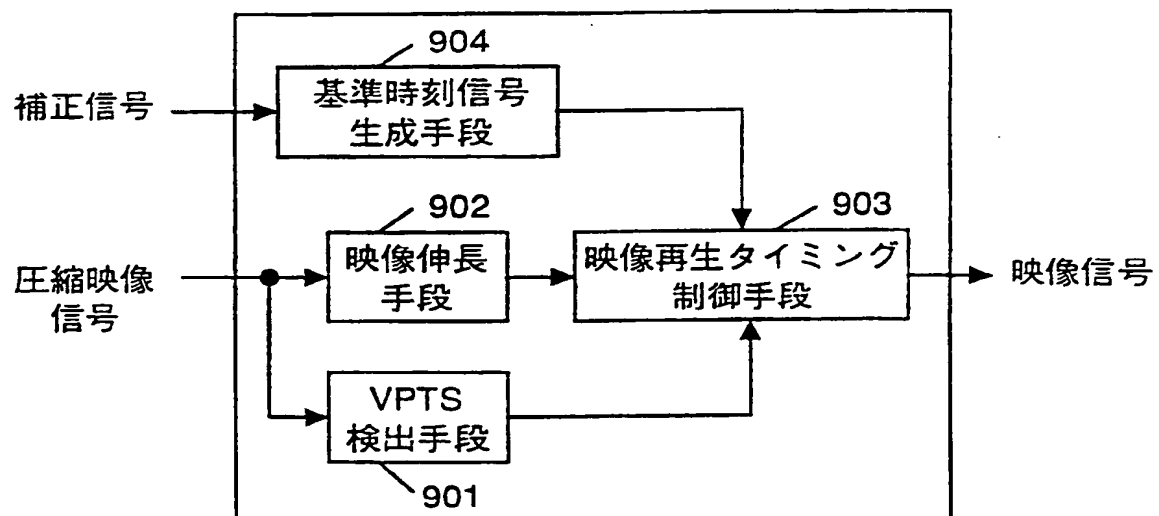 904
補正信号
基準時刻信号
生成手段
902
903
圧縮映像
信号
映像伸長
手段
映像再生タイミング
制御手段
映像信号
VPTS
検出手段
901